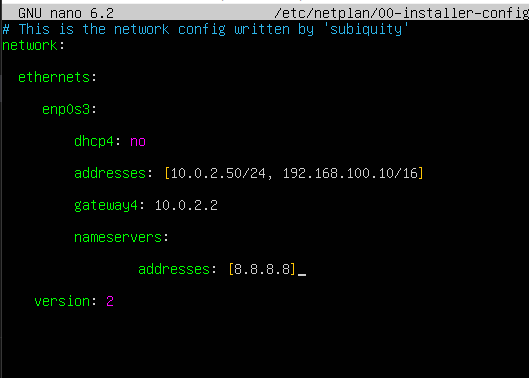 GNU nano 6.2 /etc/netplan/00-installer-config
# This is the network config written by 'subiquity'
network:
ethernets:
enp0s3:
dhcp4: no
addresses: [10.0.2.50/24, 192.168.100.10/16]
gateway4: 10.0.2.2
nameservers:
addresses: [8.8.8.8]
version: 2